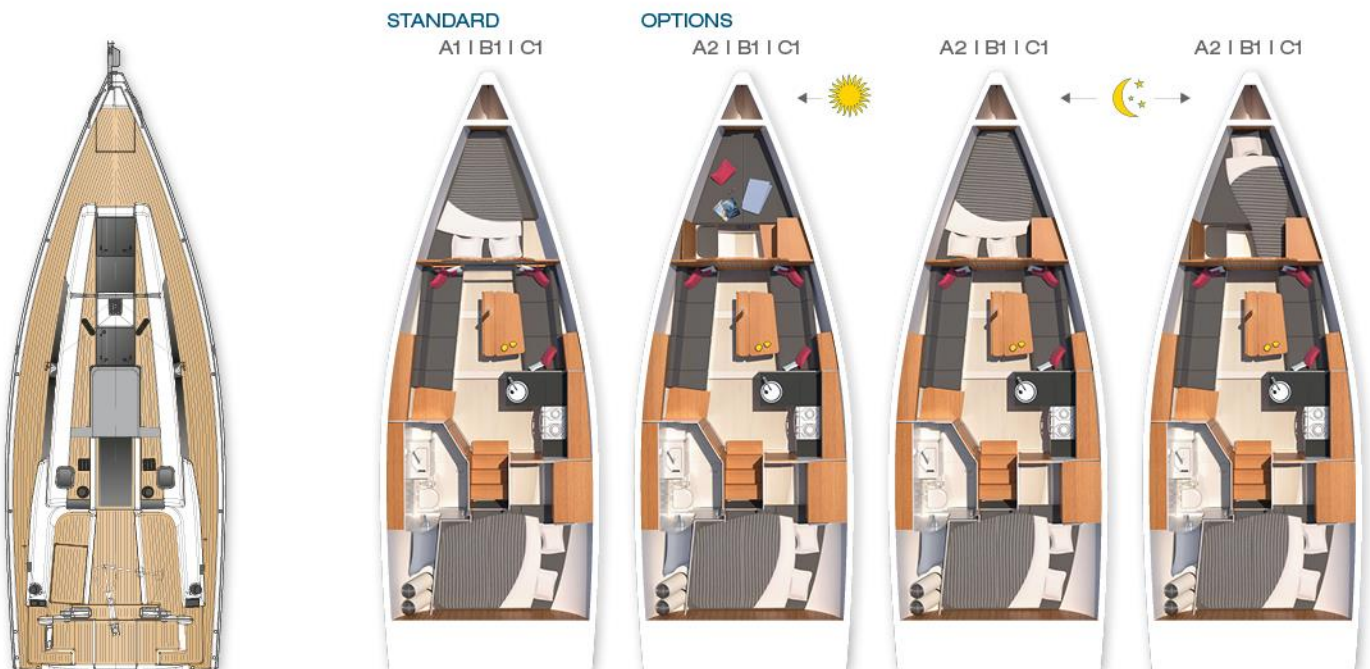 STANDARD
OPTIONS
A1 | B1 | C1
A2 | B1 | C1
A2 | B1 | C1
A2 | B1 | C1